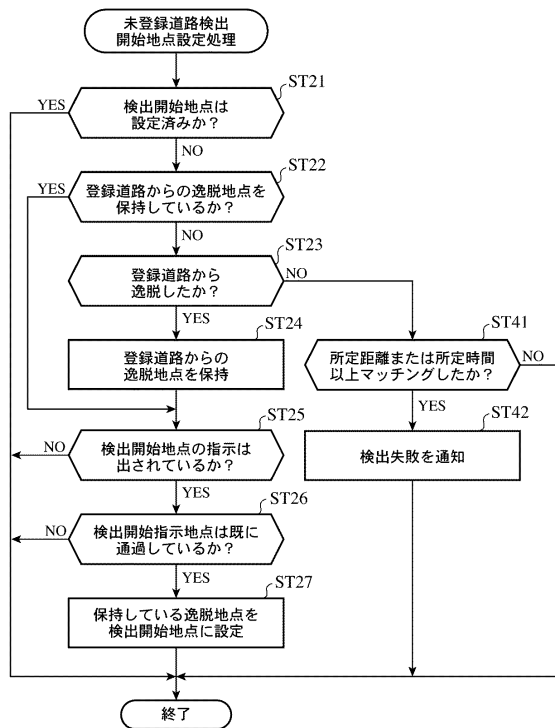 未登録道路検出
開始地点設定処理
ST21
YES
検出開始地点は
設定済みか？
NO
ST22
YES
登録道路からの逸脱地点を
保持しているか？
NO
ST23
登録道路から
逸脱したか？
NO
YES
ST24
登録道路からの
逸脱地点を保持
ST41
所定距離または所定時間
以上マッチングしたか？
NO
YES
ST42
検出失敗を通知
ST25
NO
検出開始地点の指示は
出されているか？
YES
ST26
NO
検出開始指示地点は既に
通過しているか？
YES
ST27
保持している逸脱地点を
検出開始地点に設定
終了